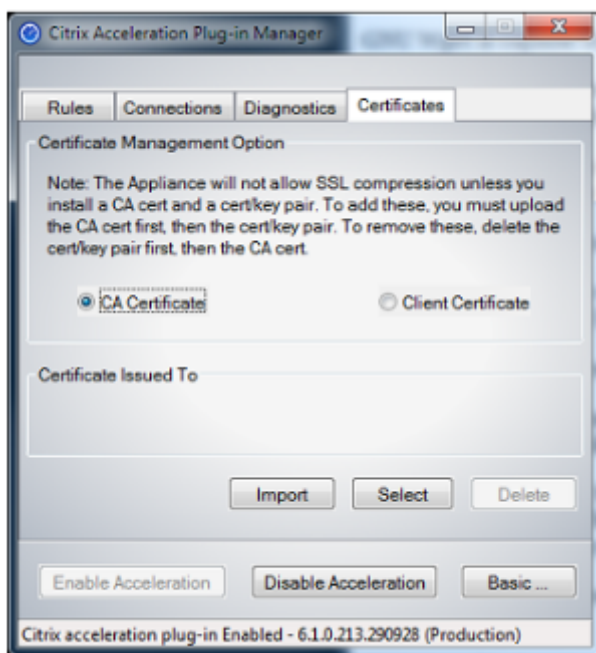 Citrix Acceleration Plug-in Manager
Rules Connections Diagnostics Certificates
Certificate Management Option
Note: The Appliance will not allow SSL compression unless you
install a CA cert and a cert/key pair. To add these, you must upload
the CA cert first, then the cert/key pair. To remove these, delete the
cert/key pair first, then the CA cert.
CA Certificate Client Certificate
Certificate Issued To
Import Select Delete
Enable Acceleration Disable Acceleration Basic ...
Citrix acceleration plug-in Enabled - 6.1.0.213.290928 (Production)